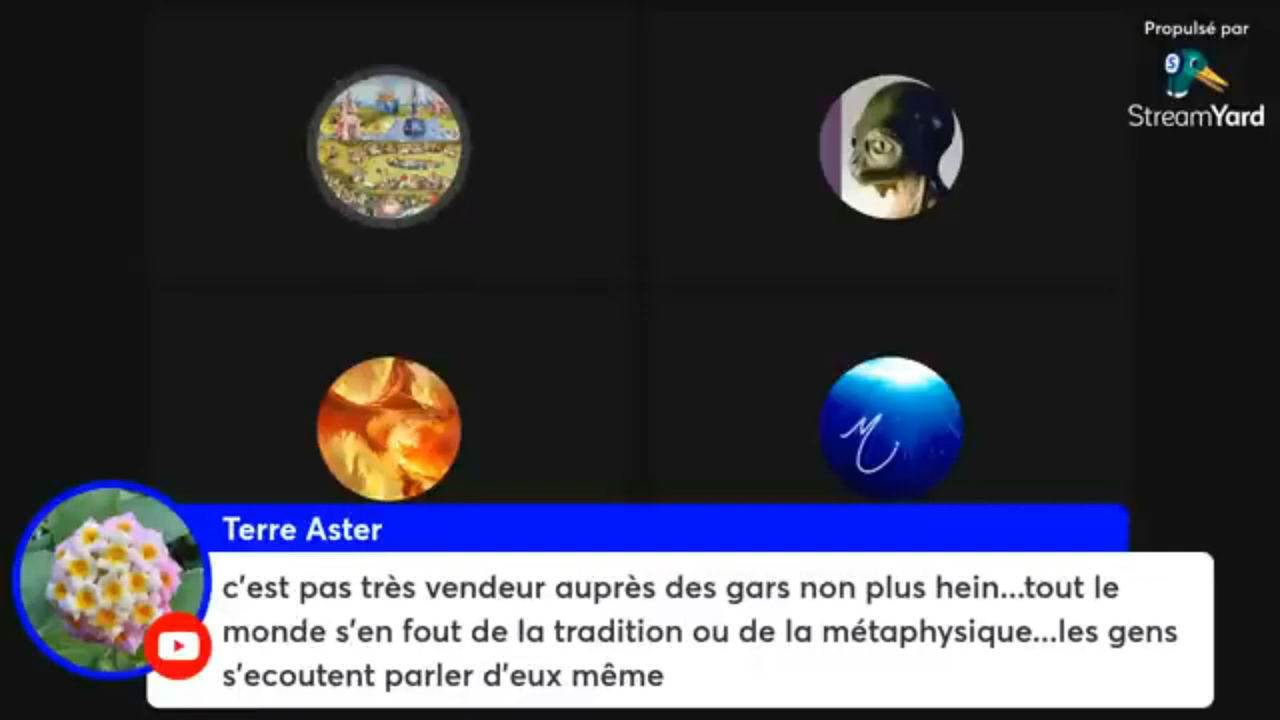 Propulsé par
StreamYard
Terre Aster
c'est pas très vendeur auprès des gars non plus hein...tout le
monde s'en fout de la tradition ou de la métaphysique...les gens
s'ecoutent parler d'eux même